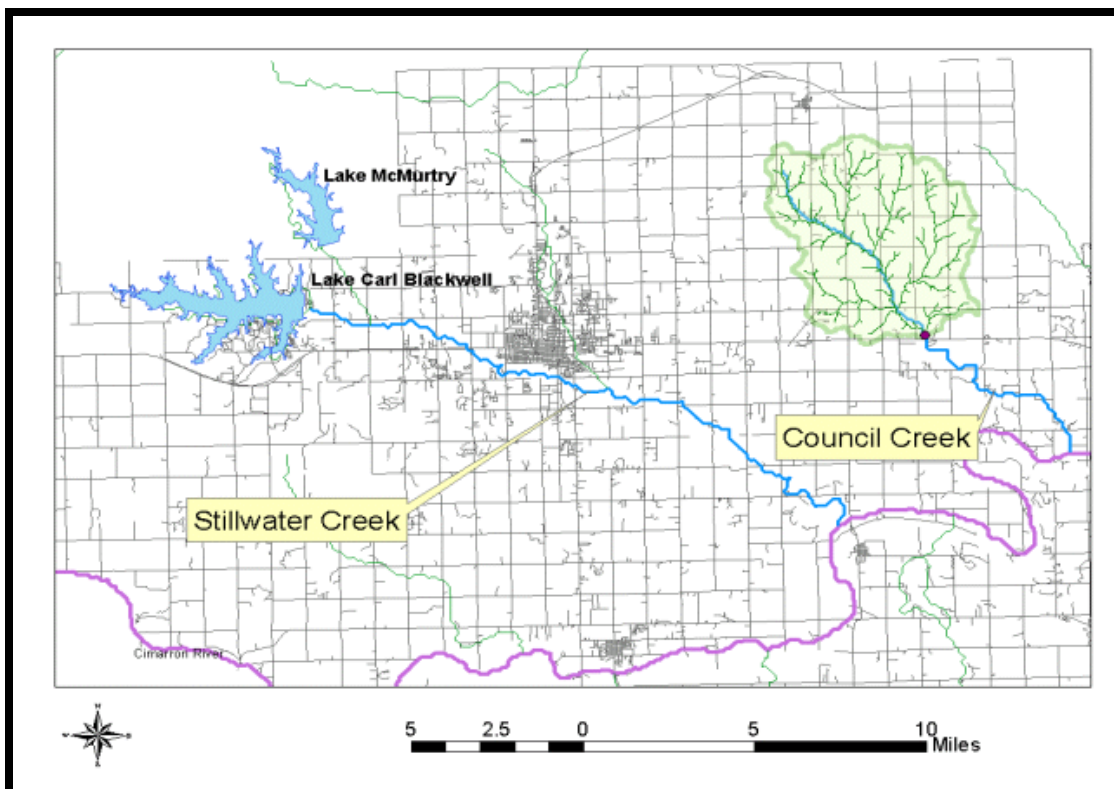 Lake McMurtry
Lake Carl Blackwell
Council Creek
Stillwater Creek
Cimarron River
N
5 2.5 0 5 10
Miles